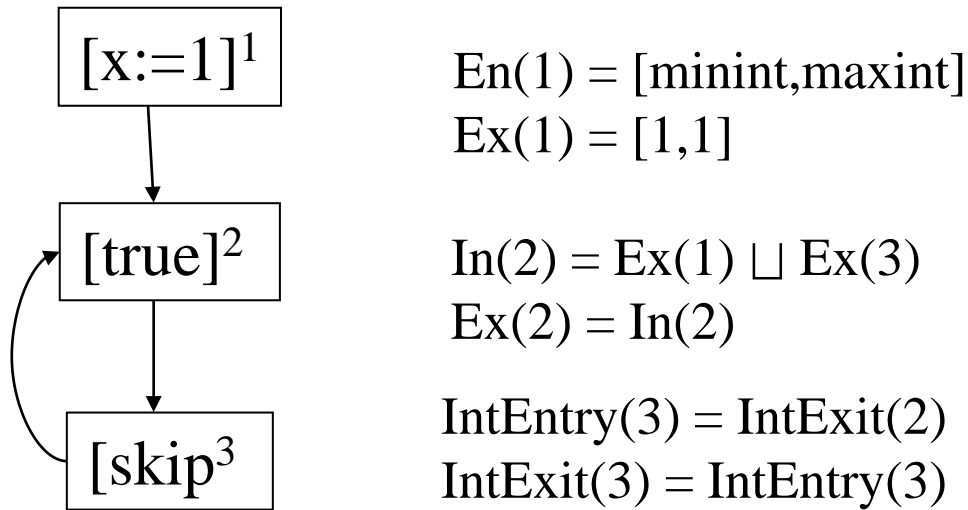 [x:=1]¹
En(1) = [minint,maxint]
Ex(1) = [1,1]
[true]²
In(2) = Ex(1) ⊔ Ex(3)
Ex(2) = In(2)
[skip³
IntEntry(3) = IntExit(2)
IntExit(3) = IntEntry(3)